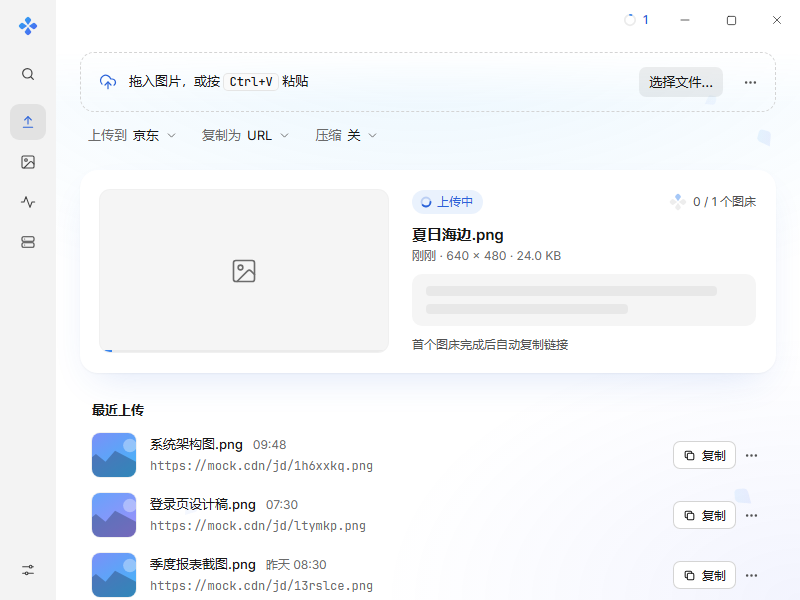 1
拖入图片，或按 Ctrl+V 粘贴
选择文件...
上传到 京东 复制为 URL 压缩 关
上传中
0 / 1 个图床
夏日海边.png
刚刚 · 640 × 480 · 24.0 KB
首个图床完成后自动复制链接
最近上传
系统架构图.png 09:48
https://mock.cdn/jd/1h6xxkq.png
复制
登录页设计稿.png 07:30
https://mock.cdn/jd/ltymkp.png
复制
季度报表截图.png 昨天 08:30
https://mock.cdn/jd/13rslce.png
复制